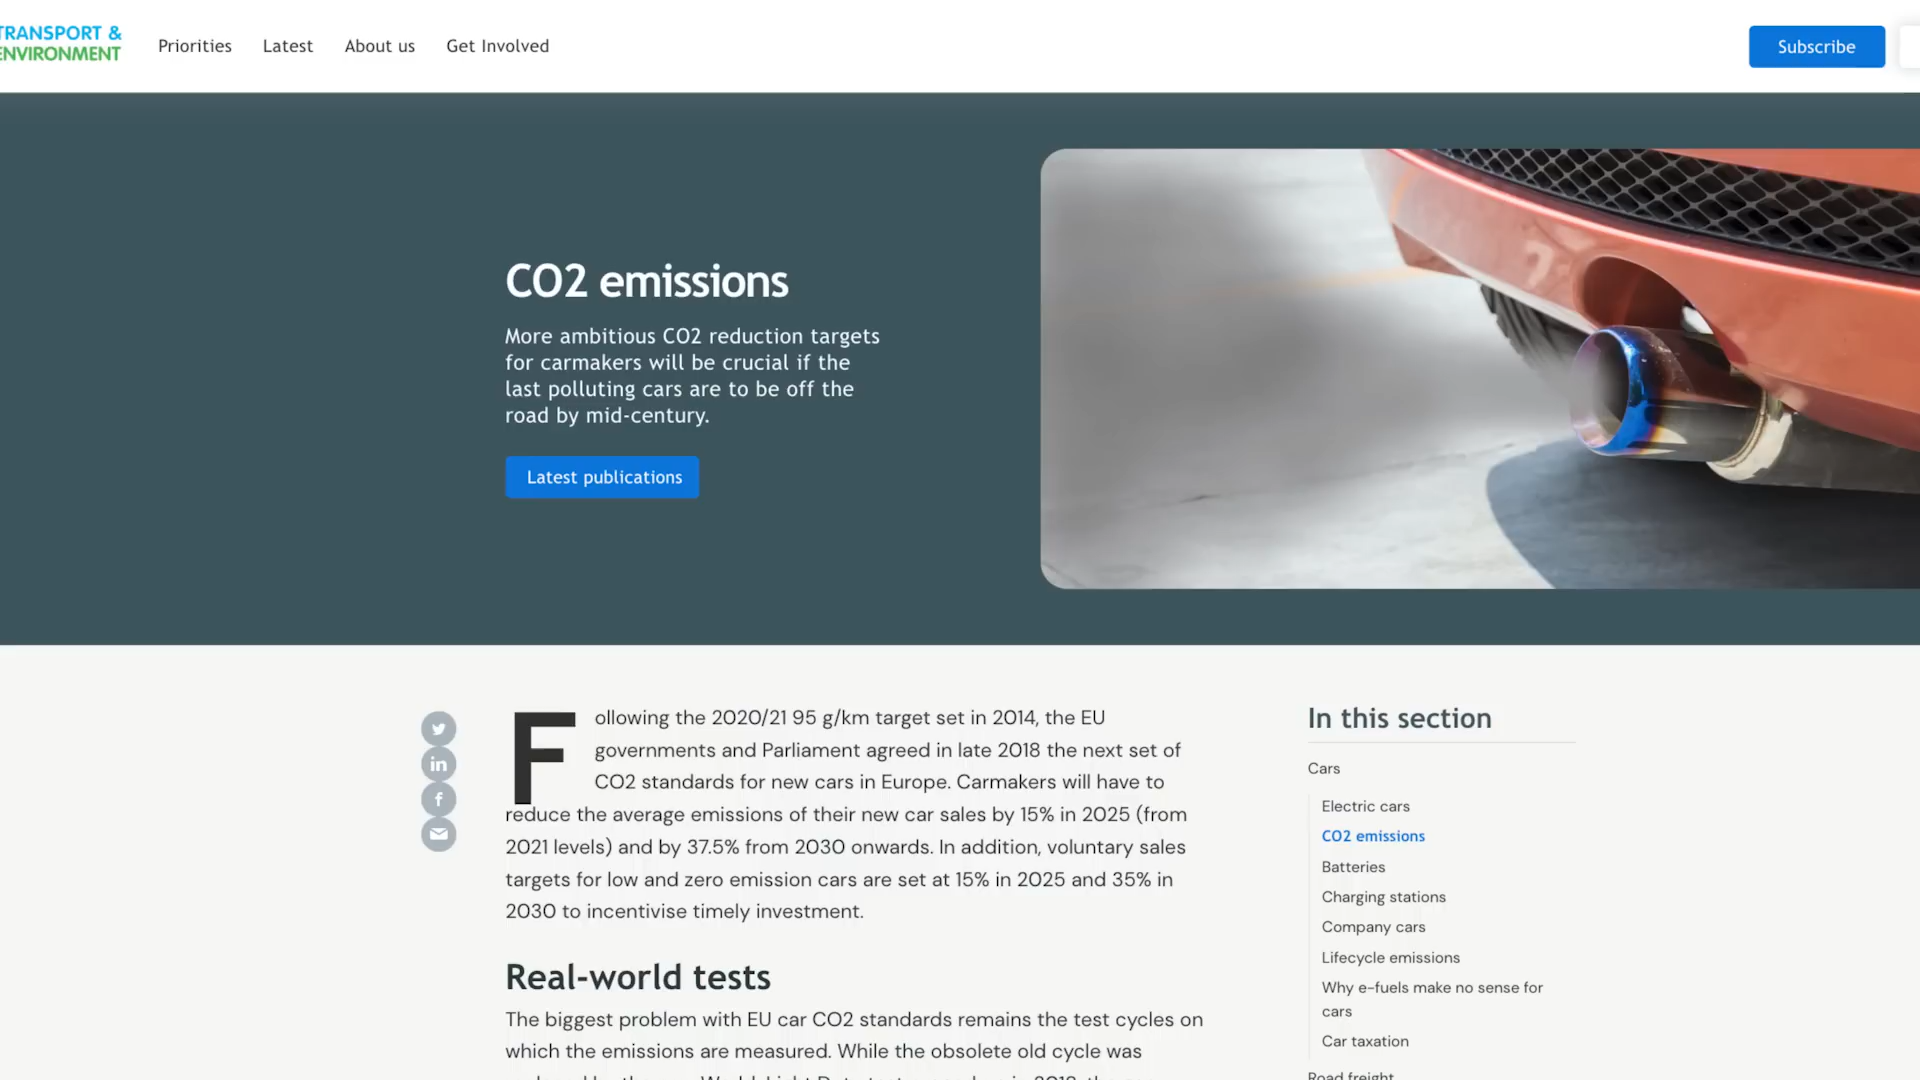 TRANSPORT &
ENVIRONMENT
Priorities
Latest
About us
Get Involved
Subscribe
CO2 emissions
More ambitious CO2 reduction targets
for carmakers will be crucial if the
last polluting cars are to be off the
road by mid-century.
Latest publications
Following the 2020/21 95 g/km target set in 2014, the EU
governments and Parliament agreed in late 2018 the next set of
CO2 standards for new cars in Europe. Carmakers will have to
reduce the average emissions of their new car sales by 15% in 2025 (from
2021 levels) and by 37.5% from 2030 onwards. In addition, voluntary sales
targets for low and zero emission cars are set at 15% in 2025 and 35% in
2030 to incentivise timely investment.
Real-world tests
The biggest problem with EU car CO2 standards remains the test cycles on
which the emissions are measured. While the obsolete old cycle was
In this section
Cars
Electric cars
CO2 emissions
Batteries
Charging stations
Company cars
Lifecycle emissions
Why e-fuels make no sense for
cars
Car taxation
Road freight